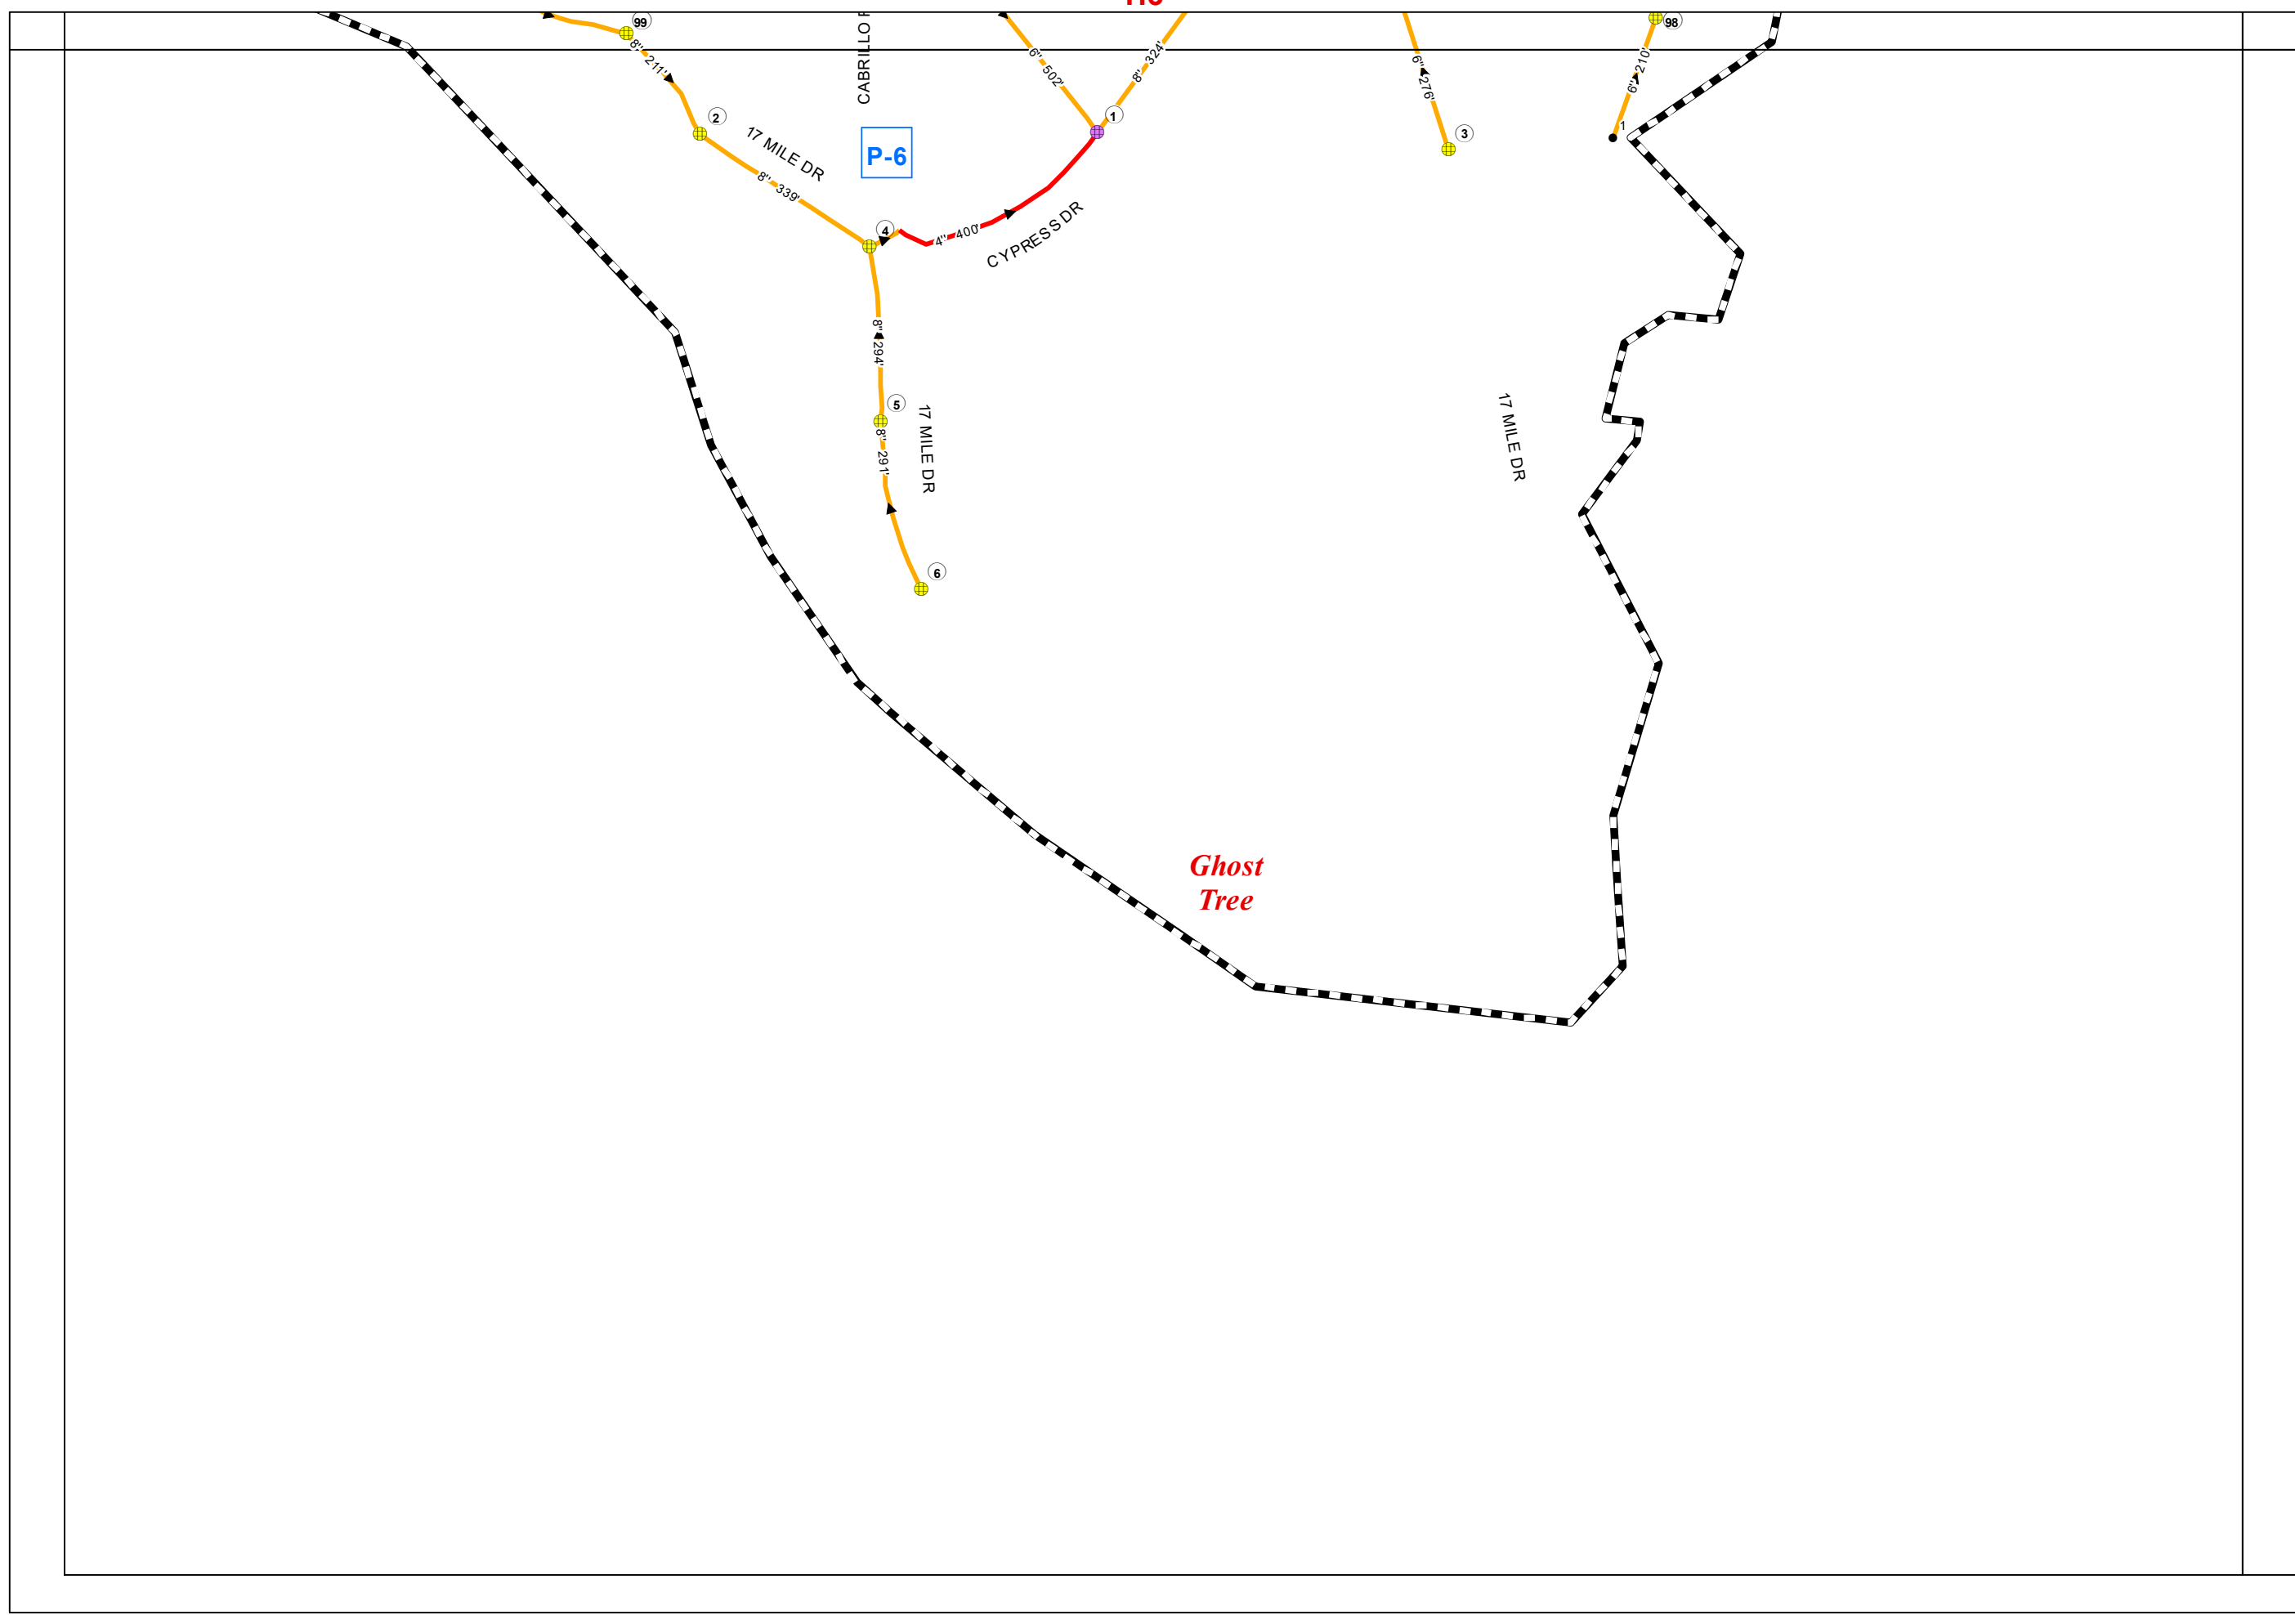 99
98
CABRILLO
8" 211'
6" 502'
8" 324'
6" 276'
6" 210'
2
1
3
1
17 MILE DR
P-6
8" 339'
4
4" 400'
CYPRESS DR
8" 294'
5
8" 291'
17 MILE DR
17 MILE DR
6
Ghost
Tree